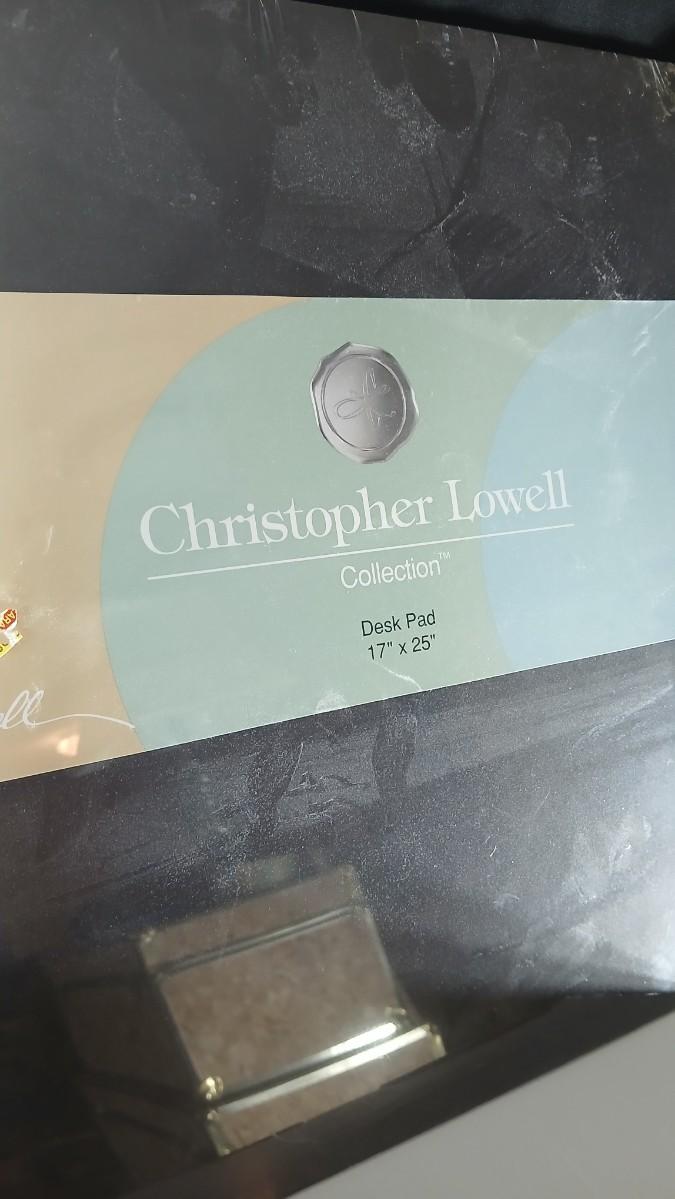 Christopher Lowell
Collection™
Desk Pad
17" x 25"